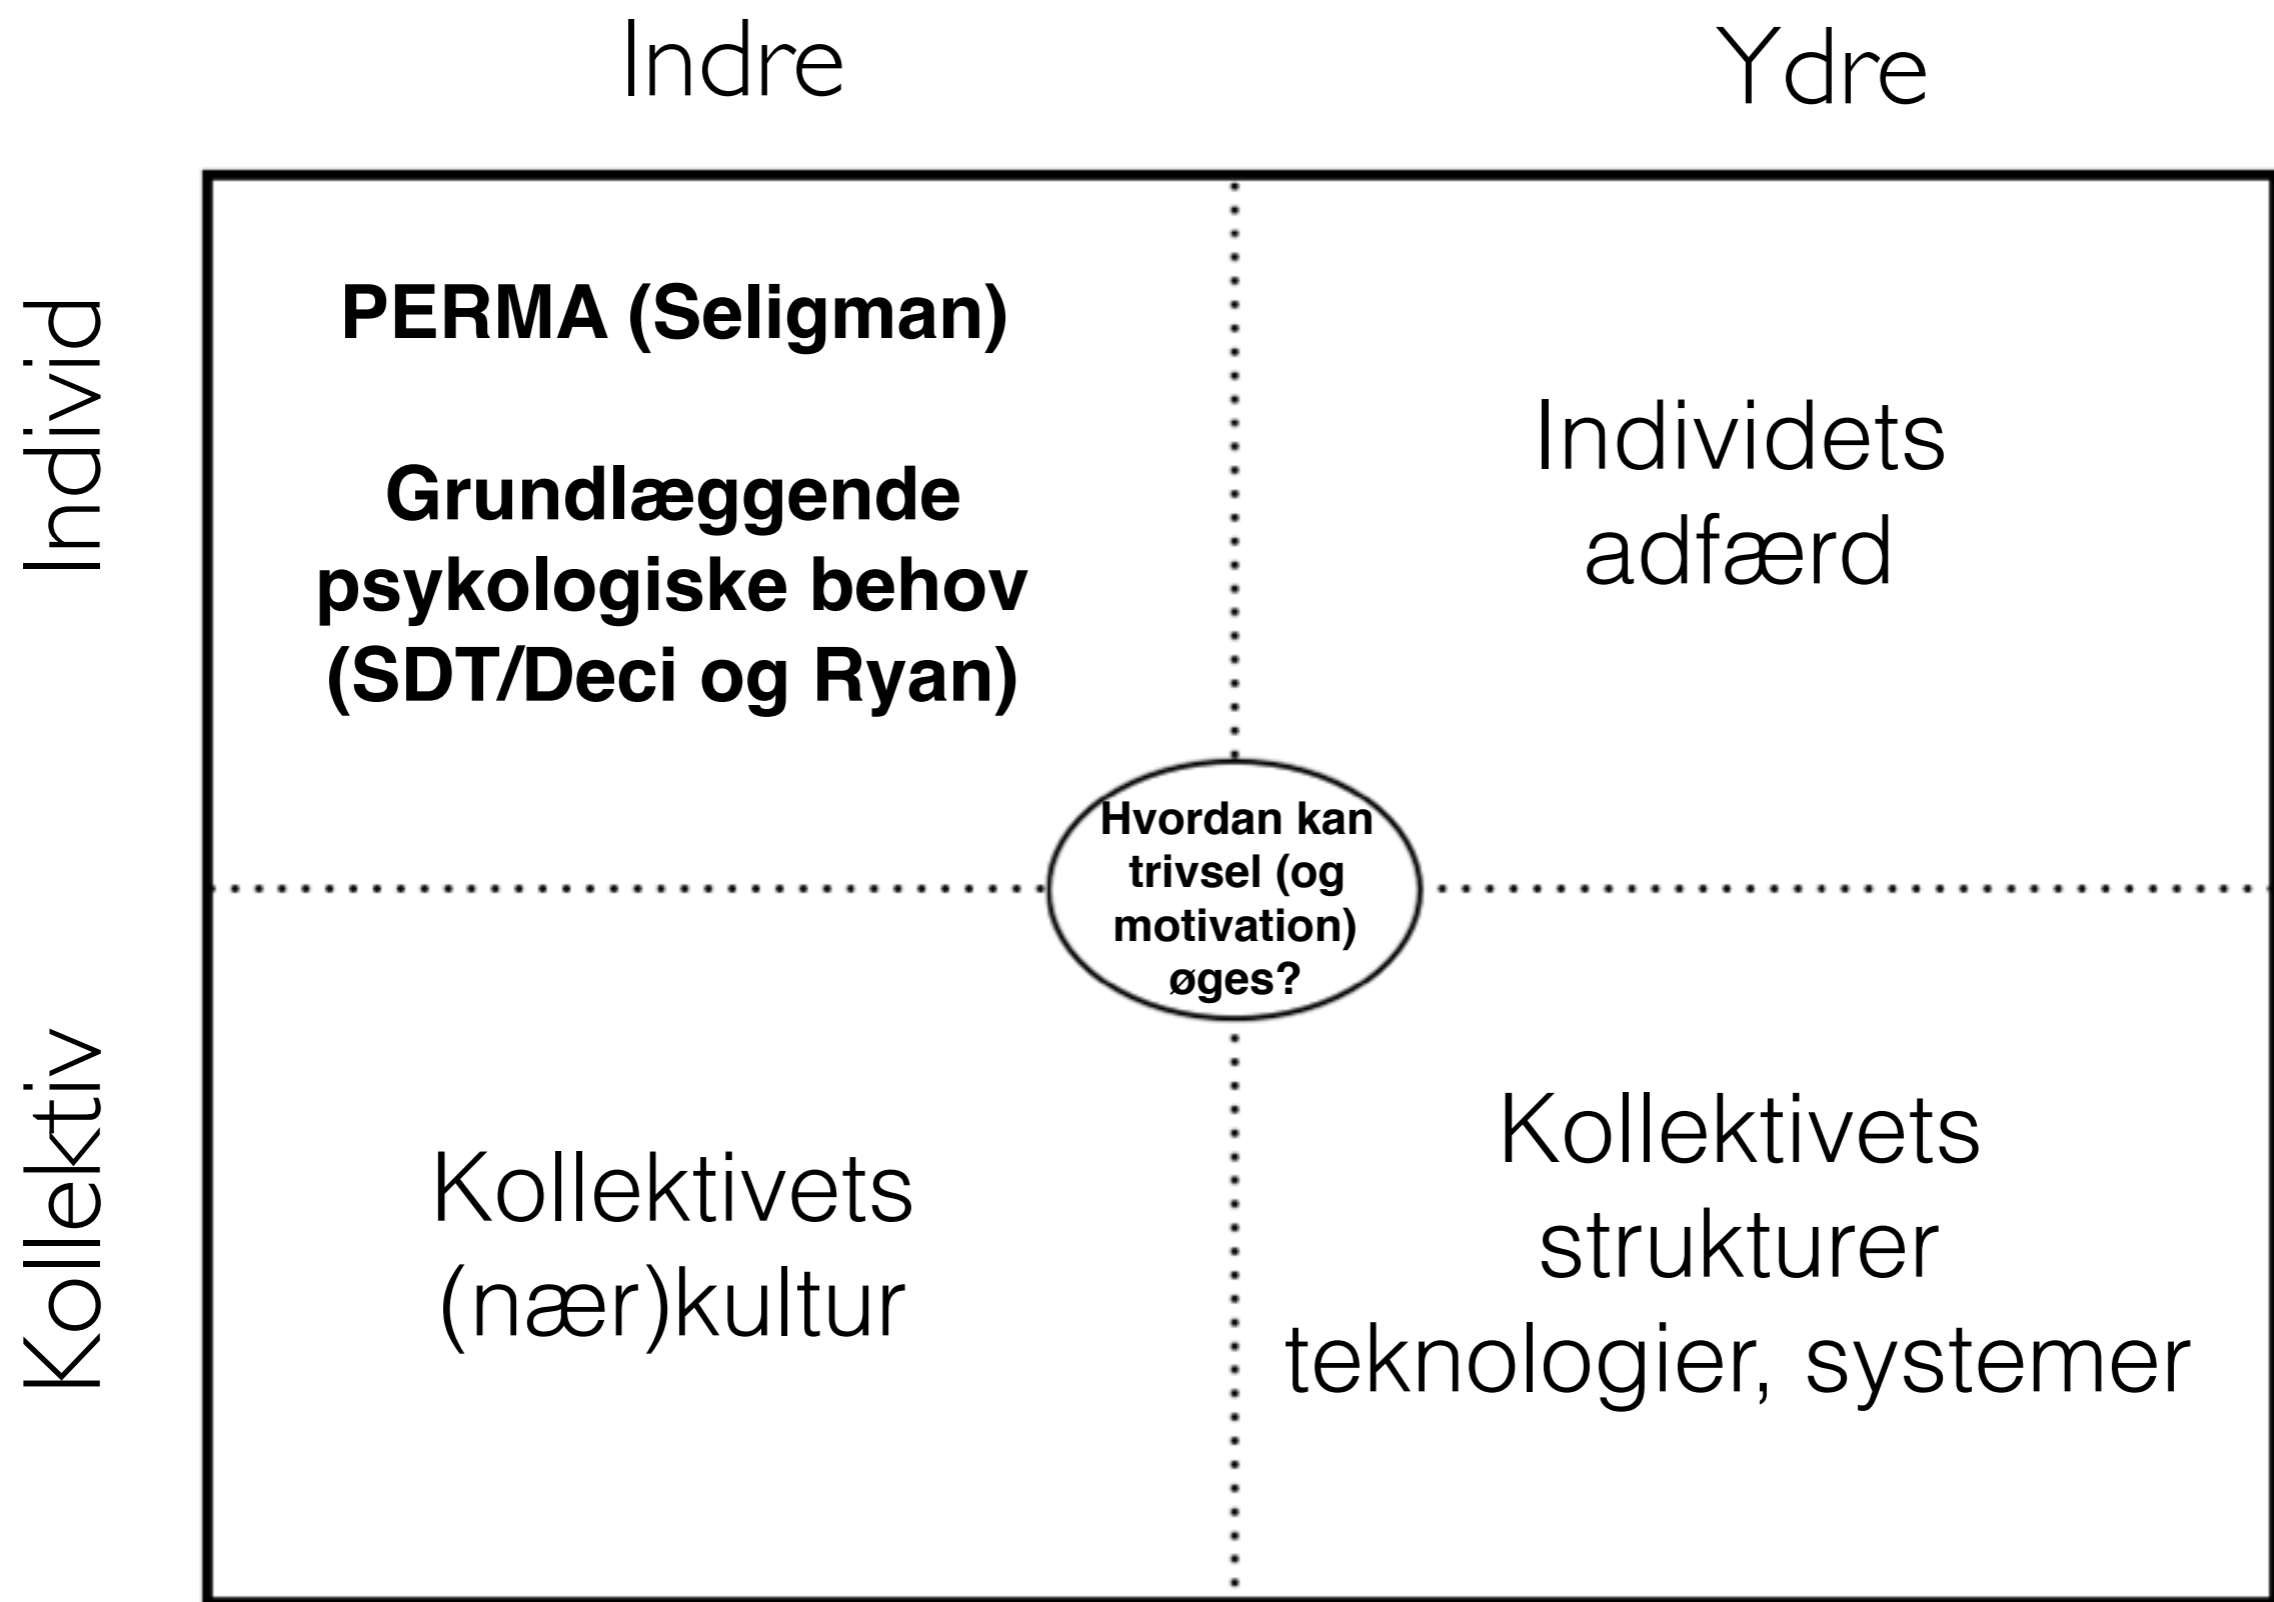 Indre
Ydre
Individ
PERMA (Seligman)
Grundlæggende
psykologiske behov
(SDT/Deci og Ryan)
Individets
adfærd
Hvordan kan
trivsel (og
motivation)
øges?
Kollektiv
Kollektivets
(nær)kultur
Kollektivets
strukturer
teknologier, systemer